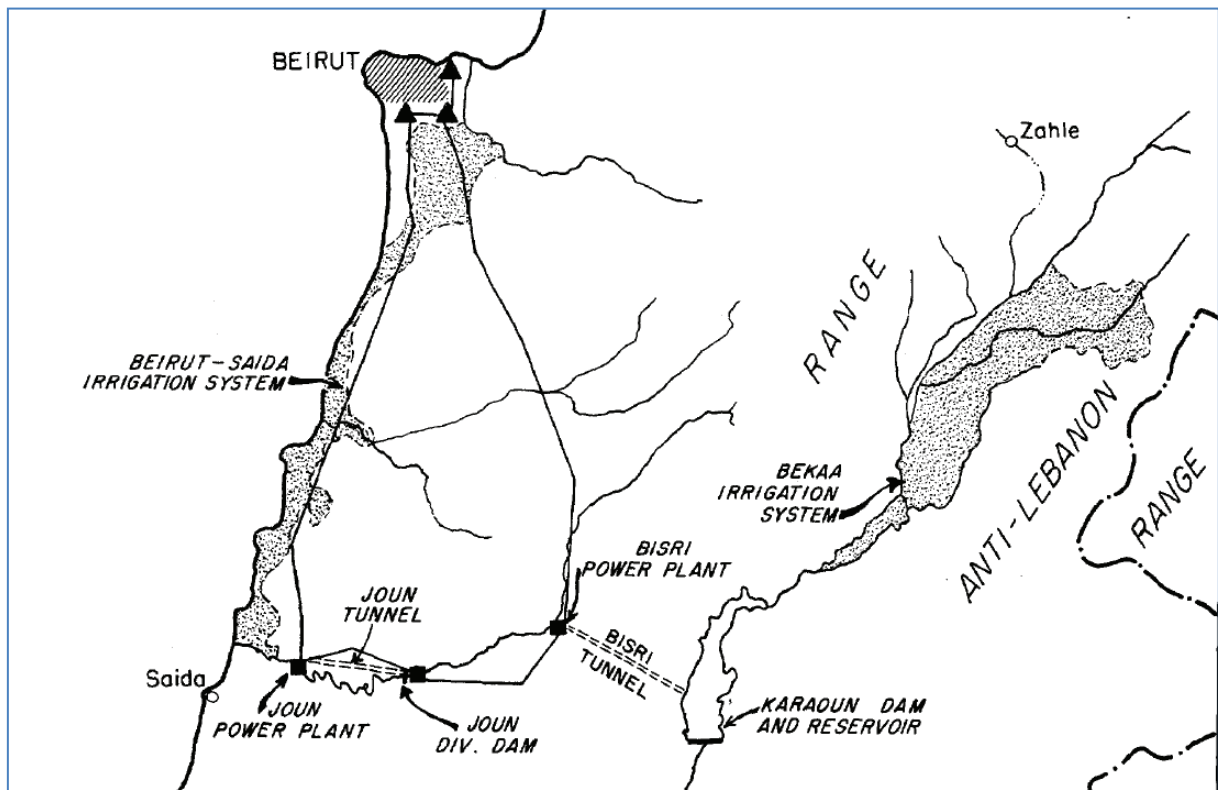 BEIRUT
Zahle
RANGE
BEIRUT-SAIDA
IRRIGATION SYSTEM
BEKAA
IRRIGATION
SYSTEM
ANTI-LEBANON
RANGE
BISRI
POWER PLANT
JOUN
TUNNEL
BISRI
TUNNEL
Saida
JOUN
POWER PLANT
JOUN
DIV. DAM
KARAOUN DAM
AND RESERVOIR